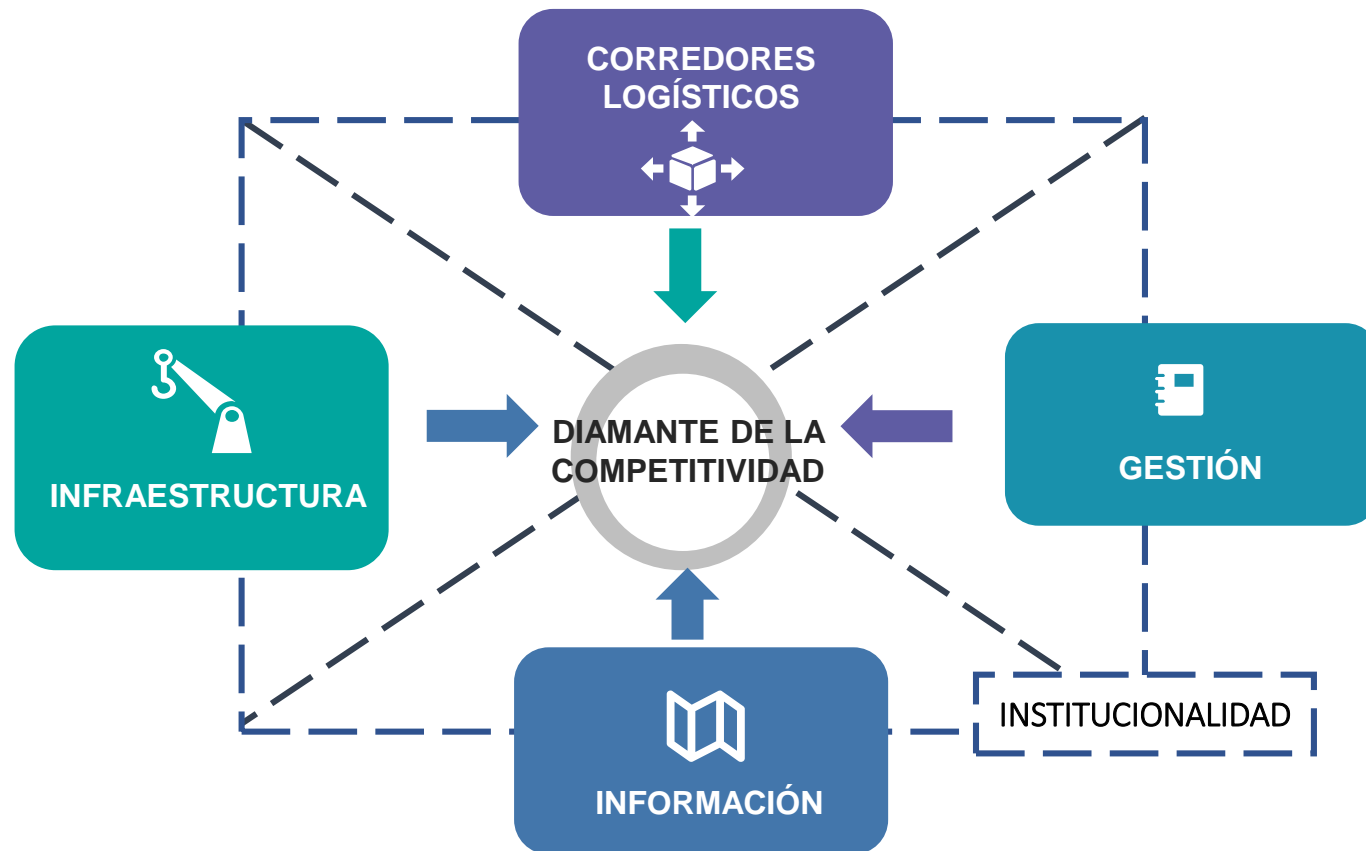 CORREDORES
LOGÍSTICOS
INFRAESTRUCTURA
DIAMANTE DE LA
COMPETITIVIDAD
GESTIÓN
INSTITUCIONALIDAD
INFORMACIÓN